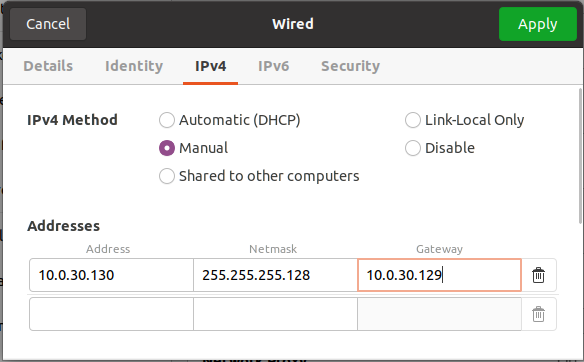 Cancel Wired Apply
Details Identity IPv4 IPv6 Security
IPv4 Method Automatic (DHCP) Link-Local Only
Manual Disable
Shared to other computers
Addresses
Address Netmask Gateway
10.0.30.130 255.255.255.128 10.0.30.129